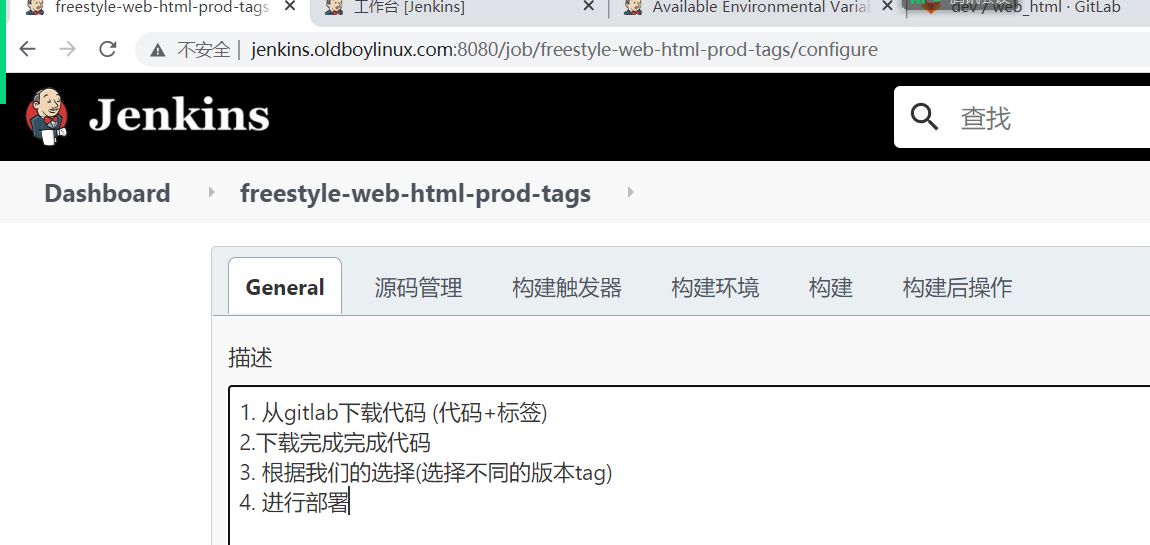 freestyle-web-html-prod-tags
工作台 [Jenkins]
Available Environmental Varia
dev / web_html · GitLab
不安全 | jenkins.oldboylinux.com:8080/job/freestyle-web-html-prod-tags/configure
Jenkins
查找
Dashboard
freestyle-web-html-prod-tags
General
源码管理
构建触发器
构建环境
构建
构建后操作
描述
1. 从gitlab下载代码 (代码+标签)
2.下载完成完成代码
3. 根据我们的选择(选择不同的版本tag)
4. 进行部署